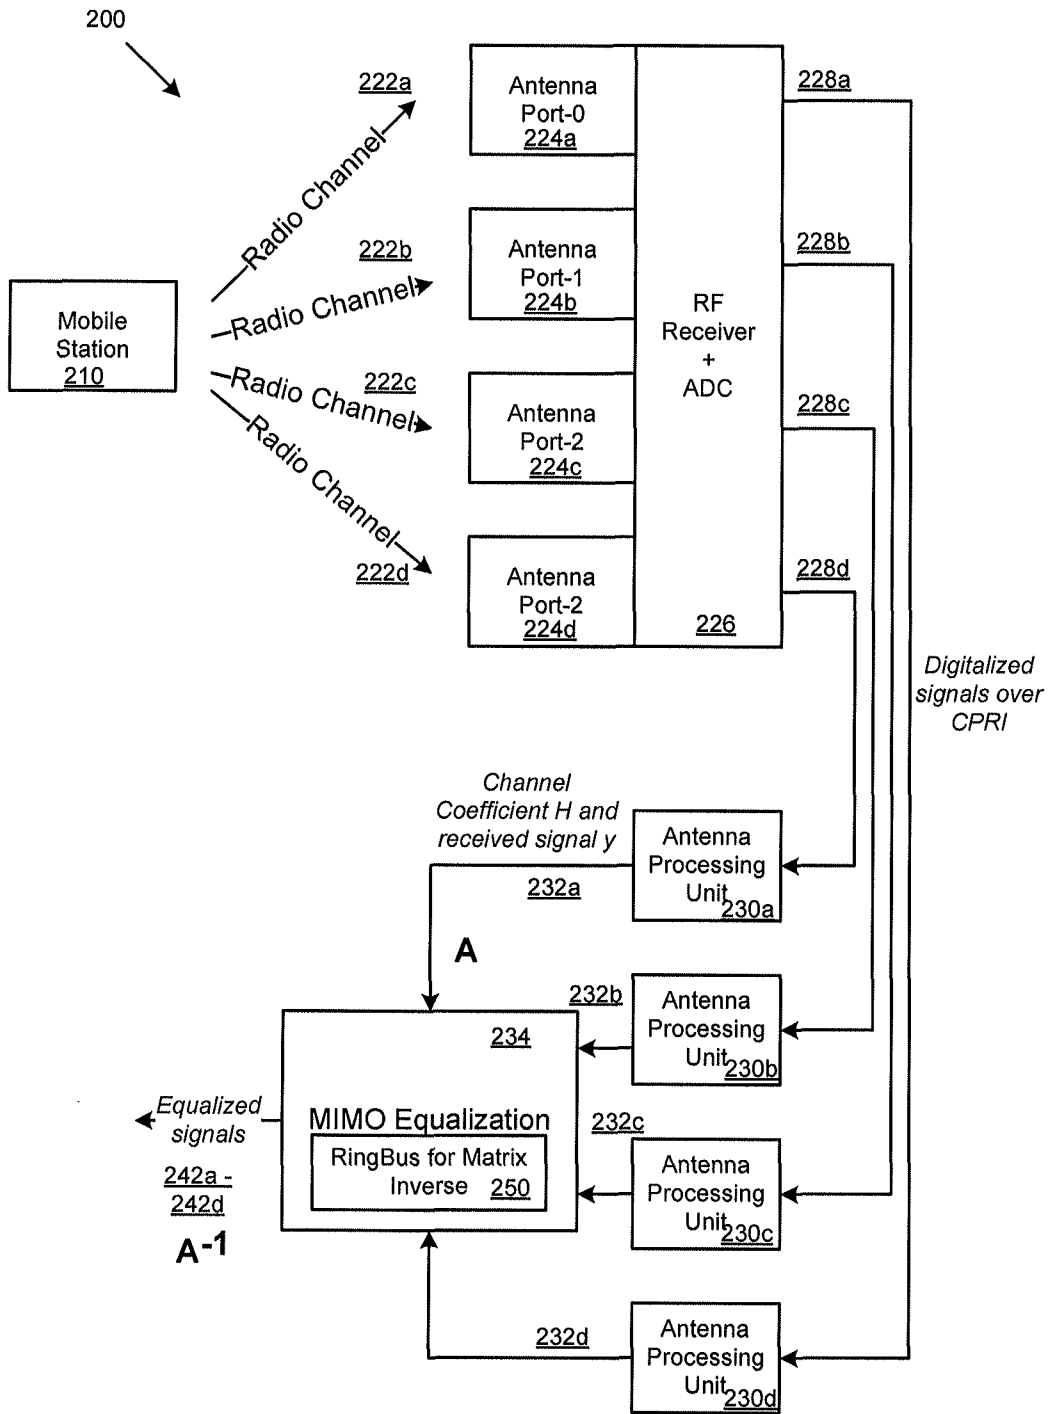 200
222a
Antenna
Port-0
224a
228a
Radio Channel
222b
Antenna
Port-1
224b
228b
Radio Channel
Mobile
Station
210
RF
Receiver
+
ADC
222c
Radio Channel
Antenna
Port-2
224c
228c
Radio Channel
222d
Antenna
Port-2
224d
226
228d
Digitalized
signals over
CPRI
Channel
Coefficient H and
received signal y
232a
Antenna
Processing
Unit
230a
A
232b
Antenna
Processing
Unit
230b
234
MIMO Equalization
RingBus for Matrix
Inverse 250
Equalized
signals
242a -
242d
A-1
232c
Antenna
Processing
Unit
230c
232d
Antenna
Processing
Unit
230d